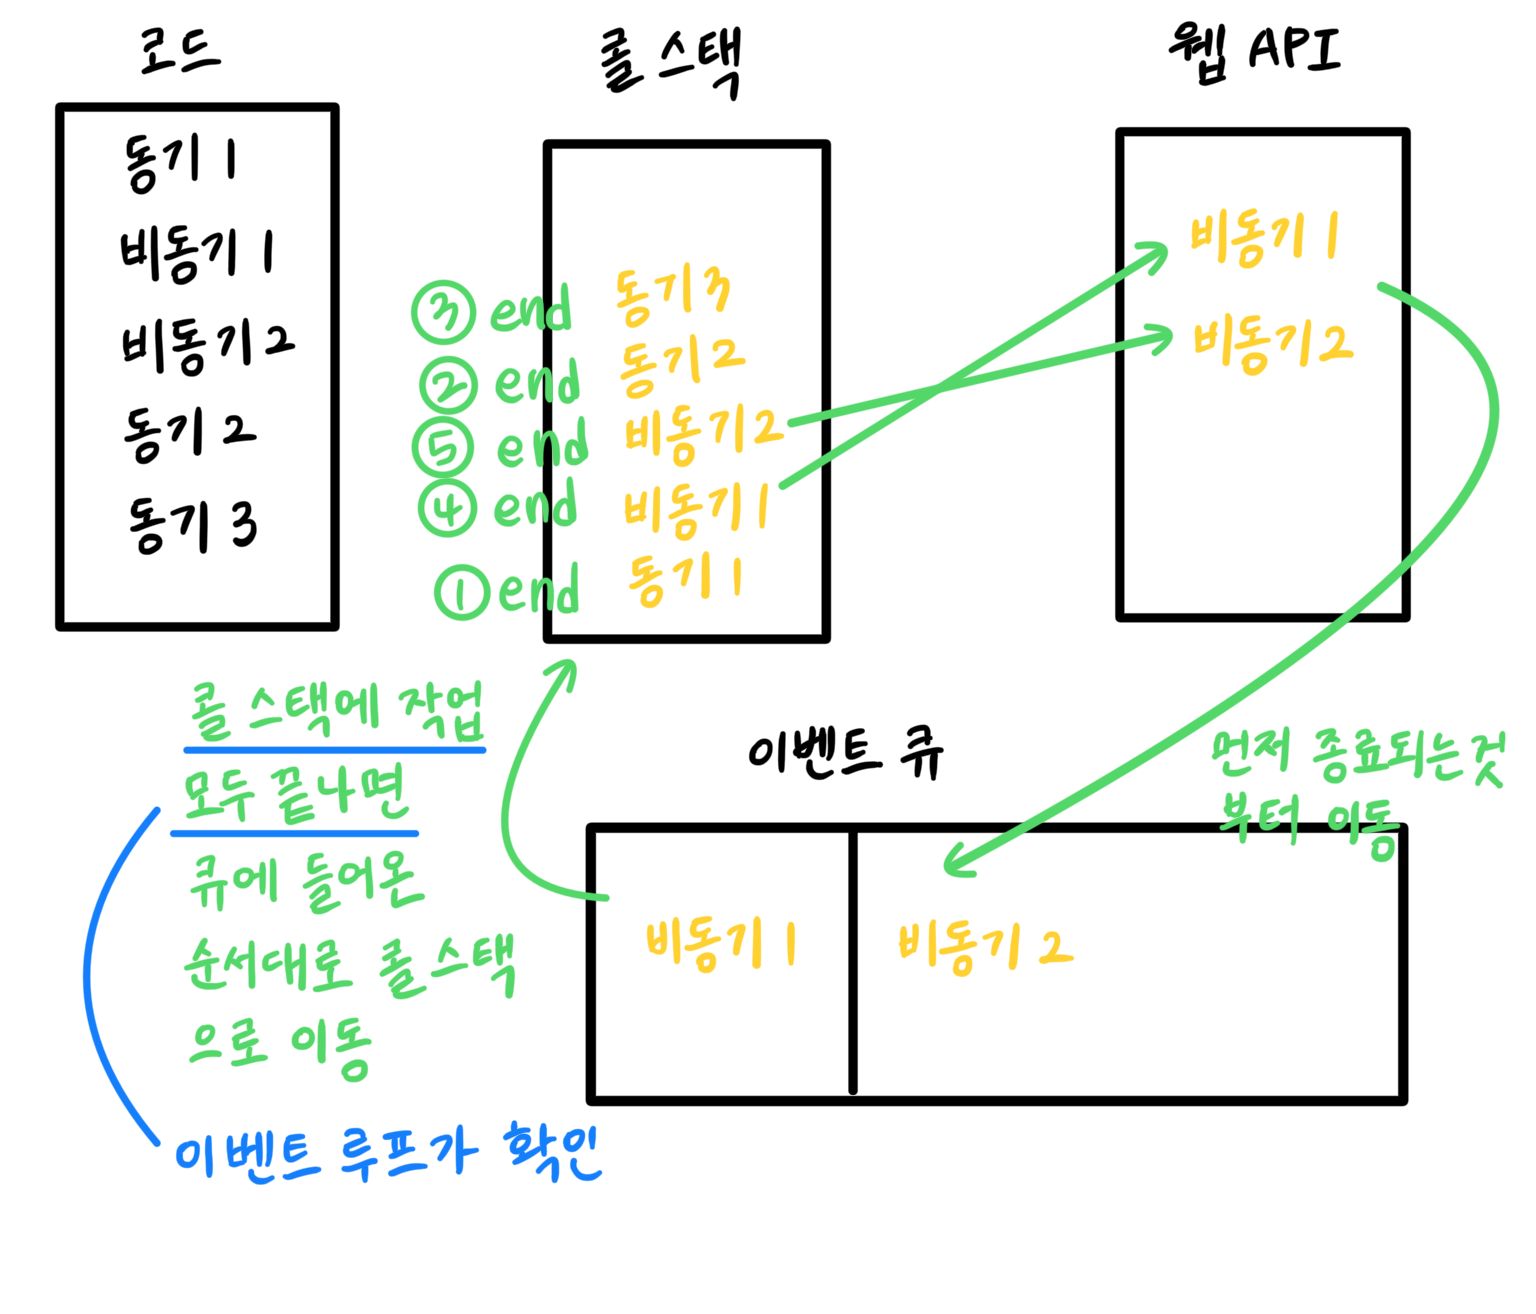 코드
동기 1
비동기 1
비동기 2
동기 2
동기 3
콜 스택
③ end 동기 3
② end 동기 2
⑤ end 비동기 2
④ end 비동기 1
① end 동기 1
웹 API
비동기 1
비동기 2
콜 스택에 작업
모두 끝나면
큐에 들어온
순서대로 콜 스택
으로 이동
이벤트 루프가 확인
이벤트 큐
비동기 1
비동기 2
먼저 종료되는것
부터 이동